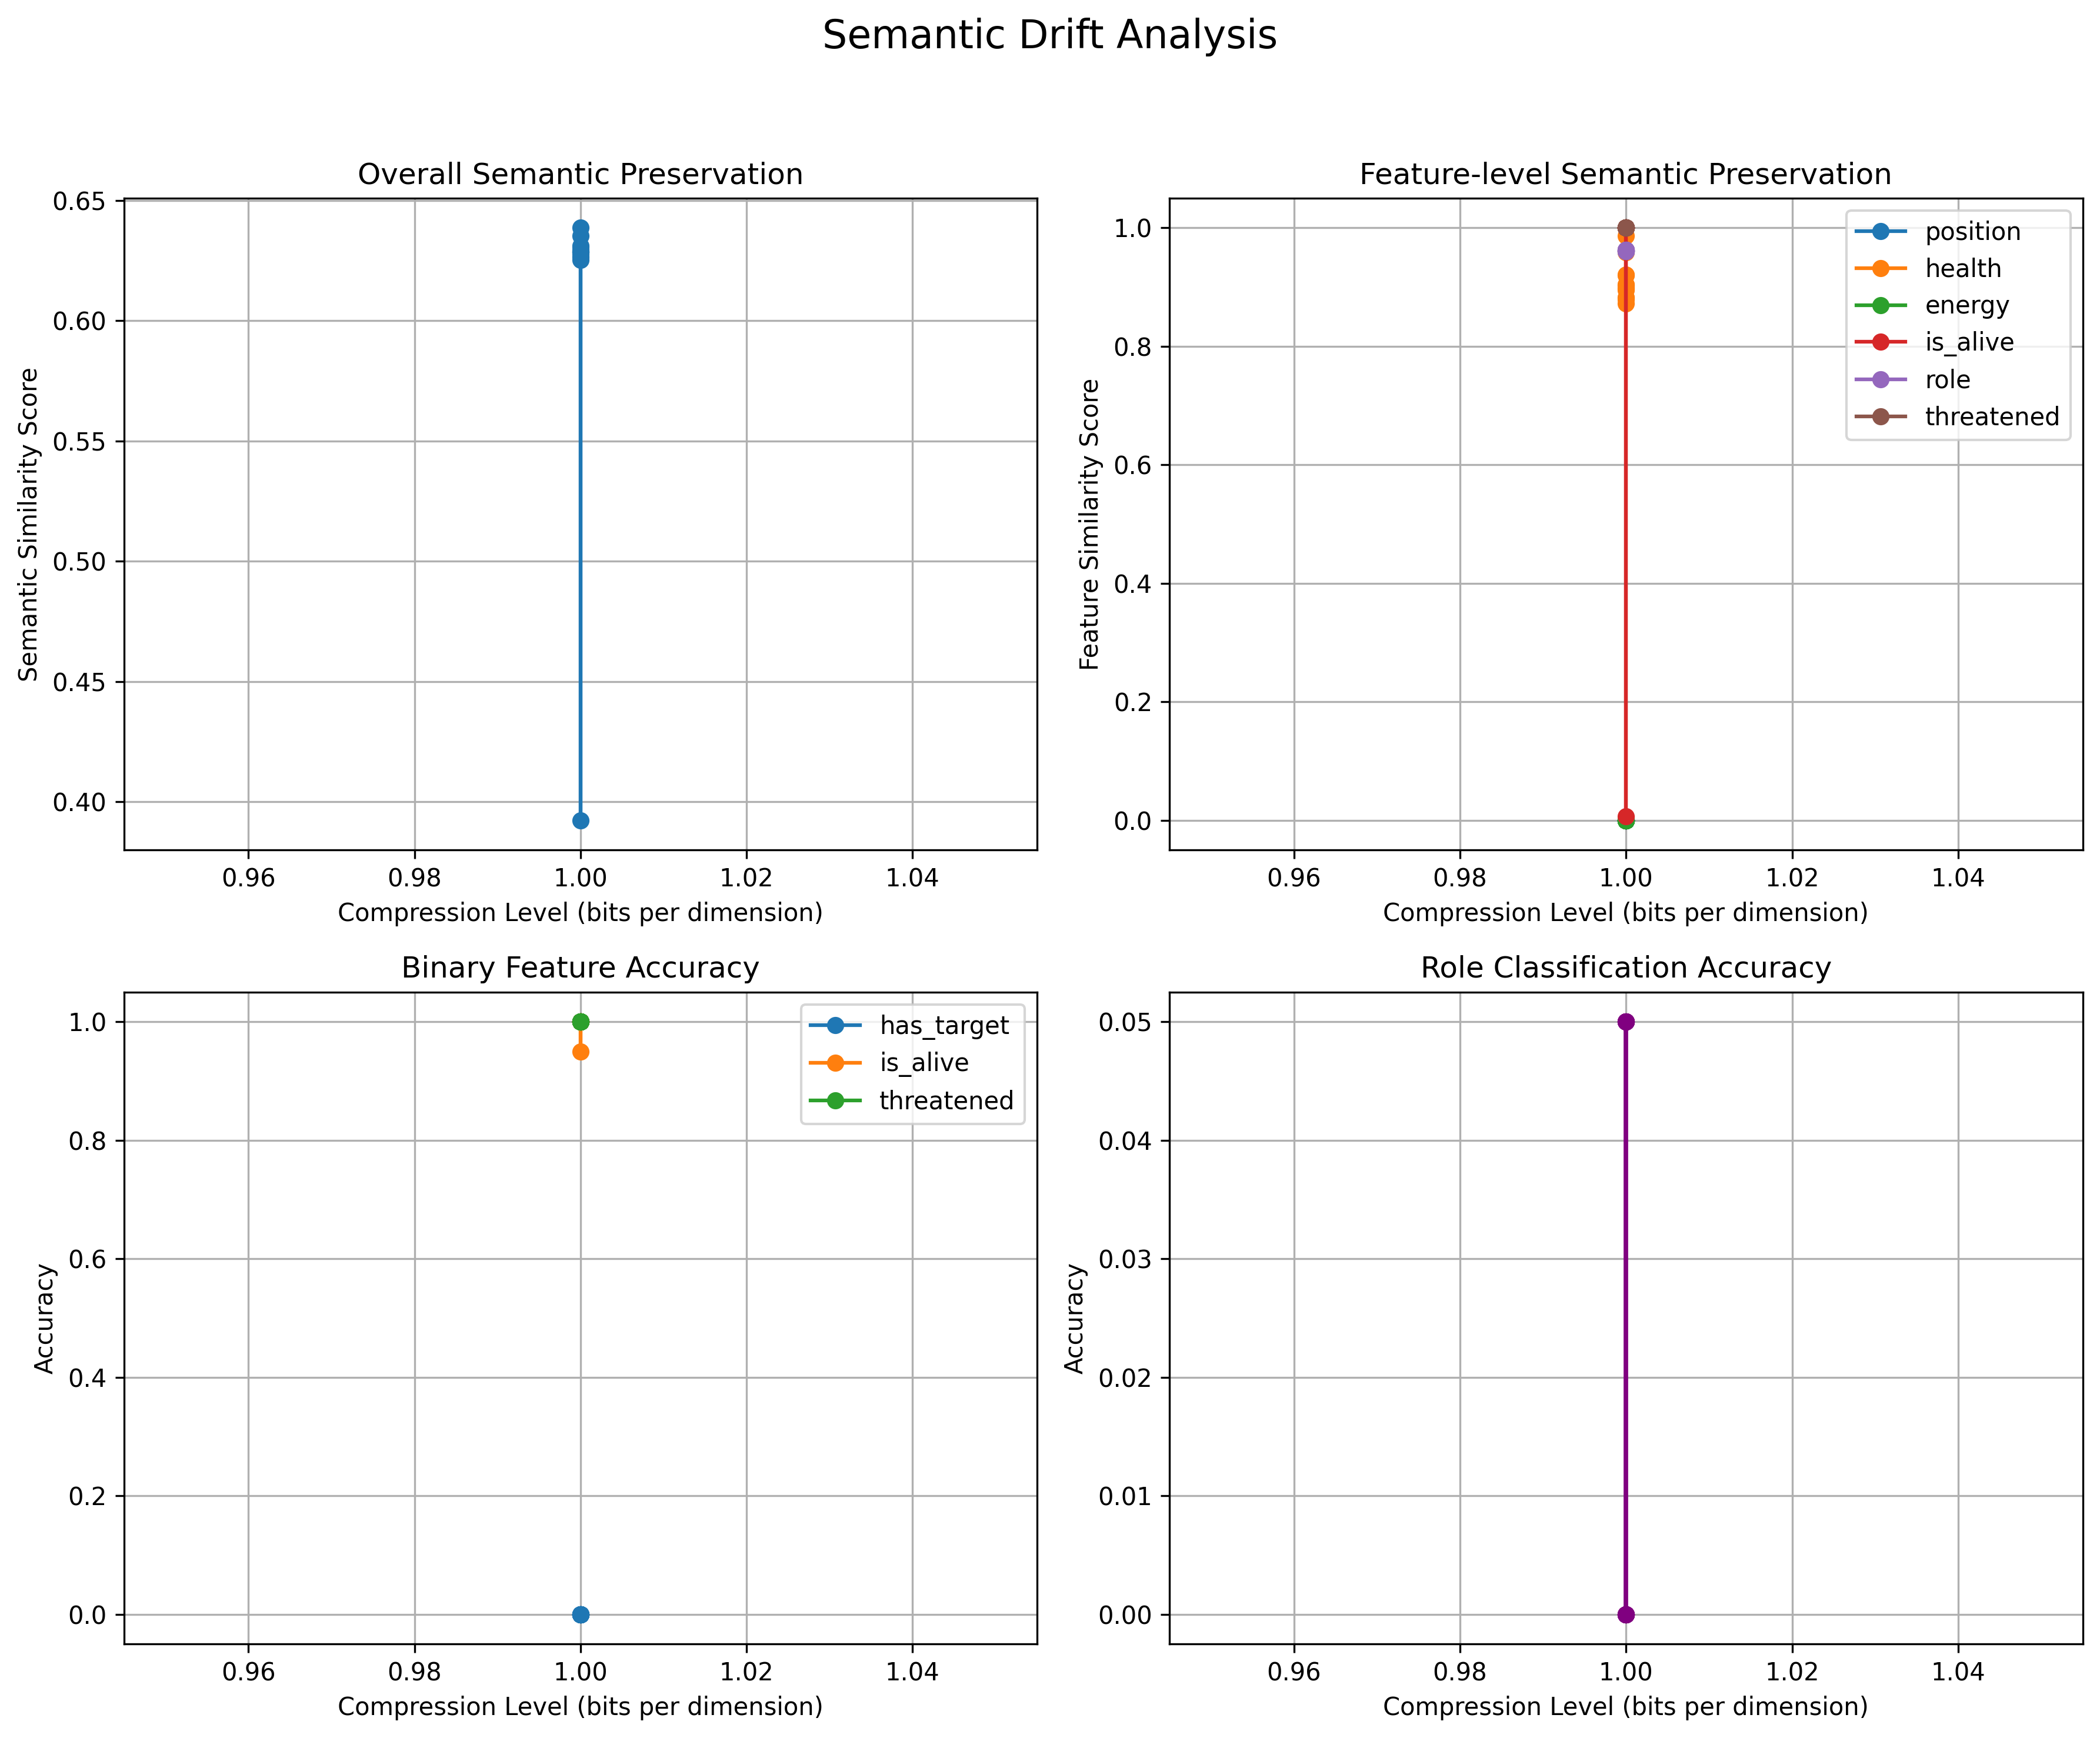 Semantic Drift Analysis
Overall Semantic Preservation
Semantic Similarity Score
0.65
0.60
0.55
0.50
0.45
0.40
0.96 0.98 1.00 1.02 1.04
Compression Level (bits per dimension)
Feature-level Semantic Preservation
Feature Similarity Score
1.0
0.8
0.6
0.4
0.2
0.0
position
health
energy
is_alive
role
threatened
0.96 0.98 1.00 1.02 1.04
Compression Level (bits per dimension)
Binary Feature Accuracy
Accuracy
1.0
0.8
0.6
0.4
0.2
0.0
has_target
is_alive
threatened
0.96 0.98 1.00 1.02 1.04
Compression Level (bits per dimension)
Role Classification Accuracy
Accuracy
0.05
0.04
0.03
0.02
0.01
0.00
0.96 0.98 1.00 1.02 1.04
Compression Level (bits per dimension)